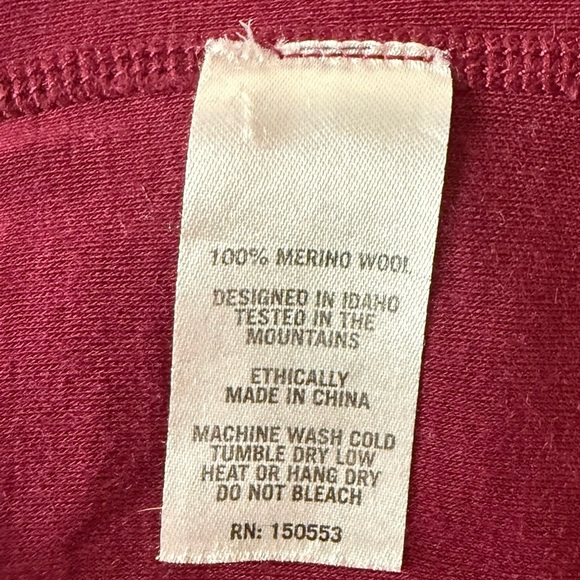 100% MERINO WOOL
DESIGNED IN IDAHO
TESTED IN THE
MOUNTAINS
ETHICALLY
MADE IN CHINA
MACHINE WASH COLD
TUMBLE DRY LOW
HEAT OR HANG DRY
DO NOT BLEACH
RN: 150553